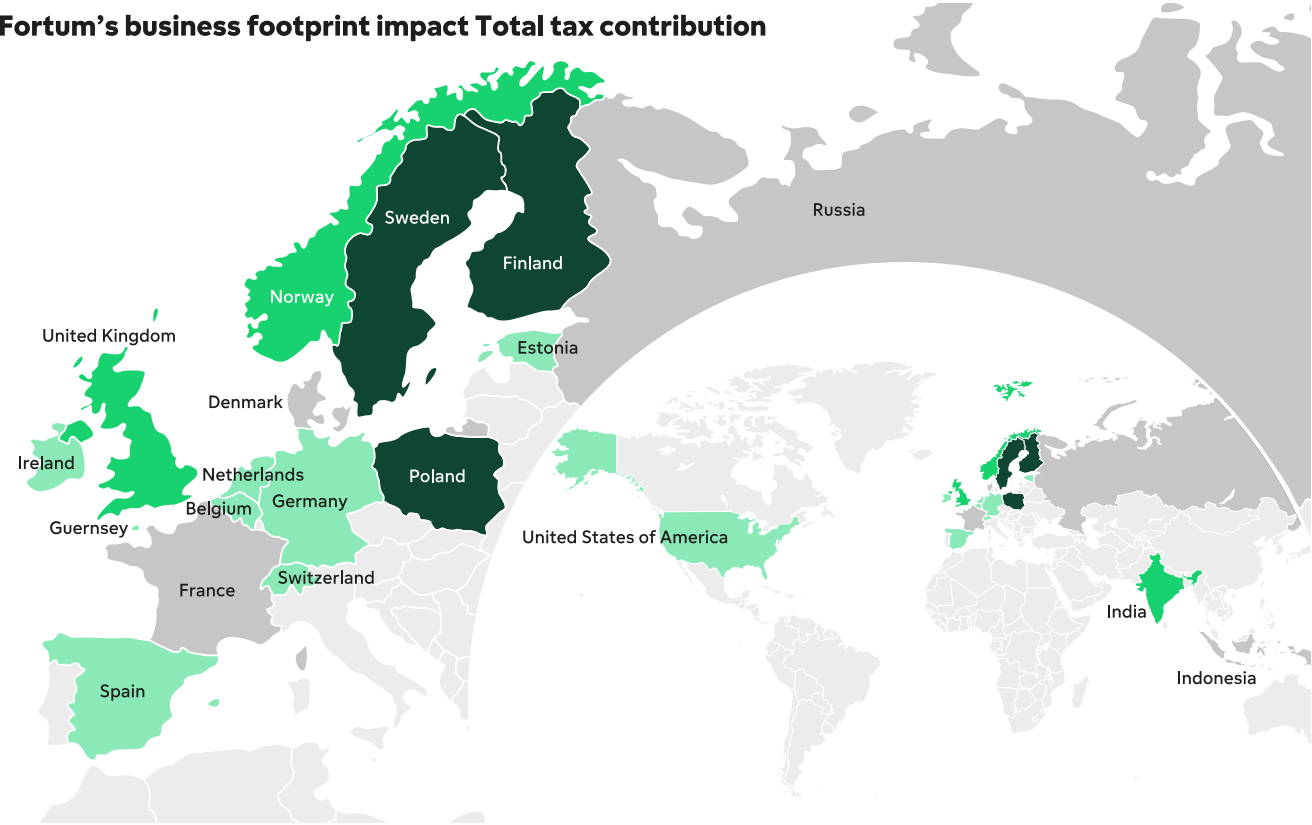 Fortum's business footprint impact Total tax contribution
Russia
Sweden
Finland
Norway
United Kingdom
Estonia
Denmark
Ireland
Netherlands
Poland
Germany
Belgium
Guernsey
United States of America
Switzerland
France
India
Indonesia
Spain